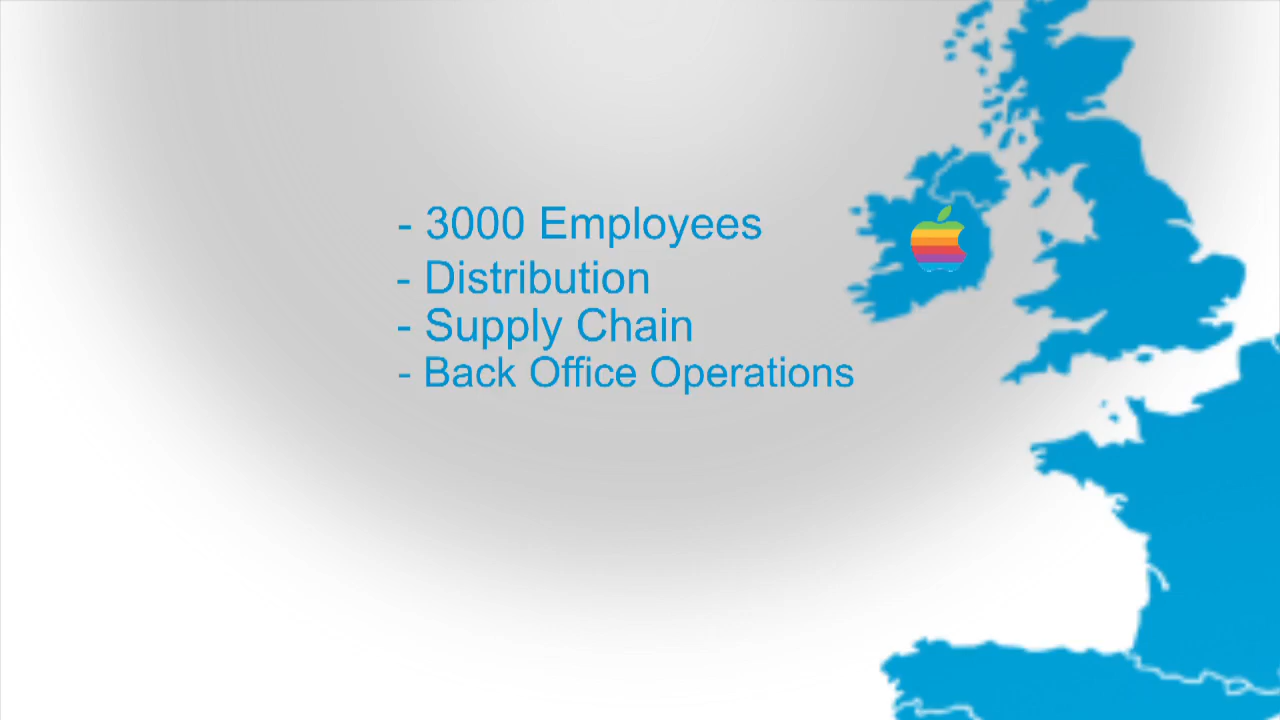 - 3000 Employees
- Distribution
- Supply Chain
- Back Office Operations